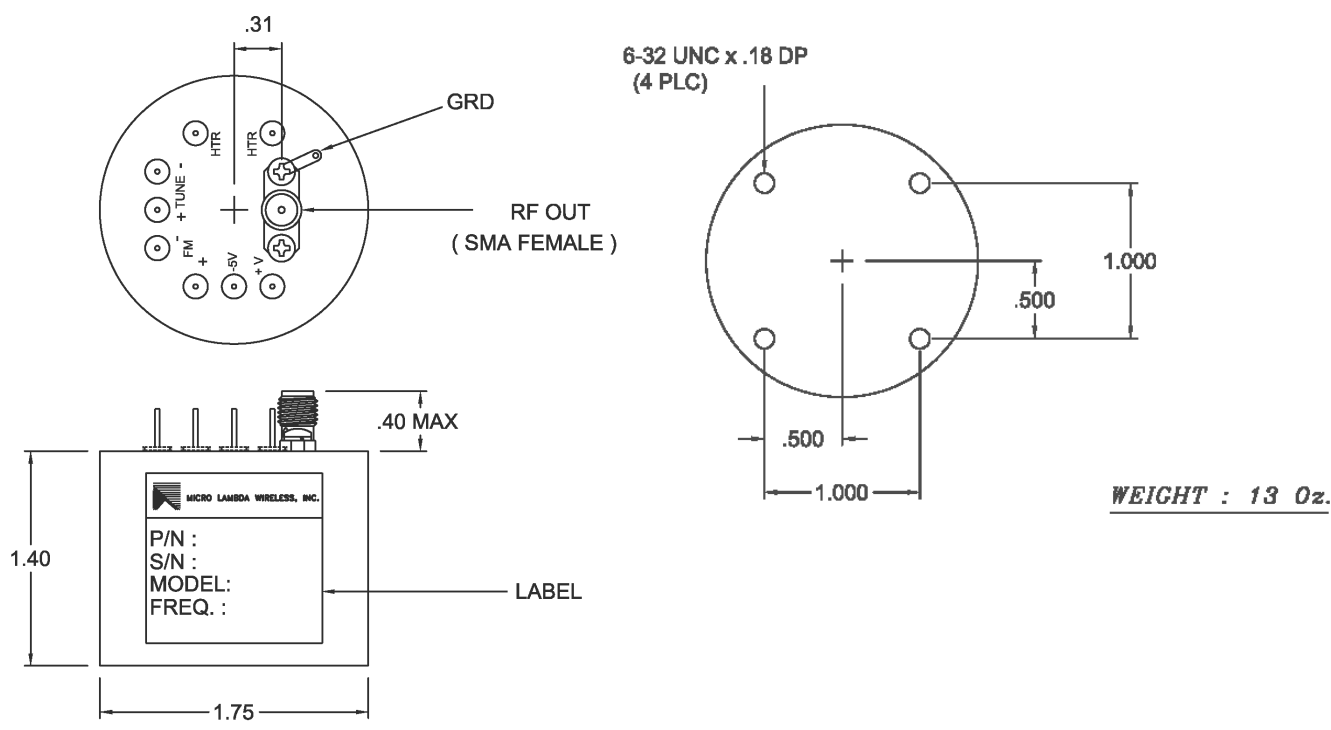 .31
GRD
HTR
HTR
TUNE -
+
RF OUT
( SMA FEMALE )
FM -
+
-5V
+ V
.40 MAX
MICRO LAMBDA WIRELESS, INC.
P/N :
S/N :
MODEL:
FREQ. :
LABEL
1.40
1.75
6-32 UNC x .18 DP
(4 PLC)
1.000
.500
.500
1.000
WEIGHT : 13 Oz.